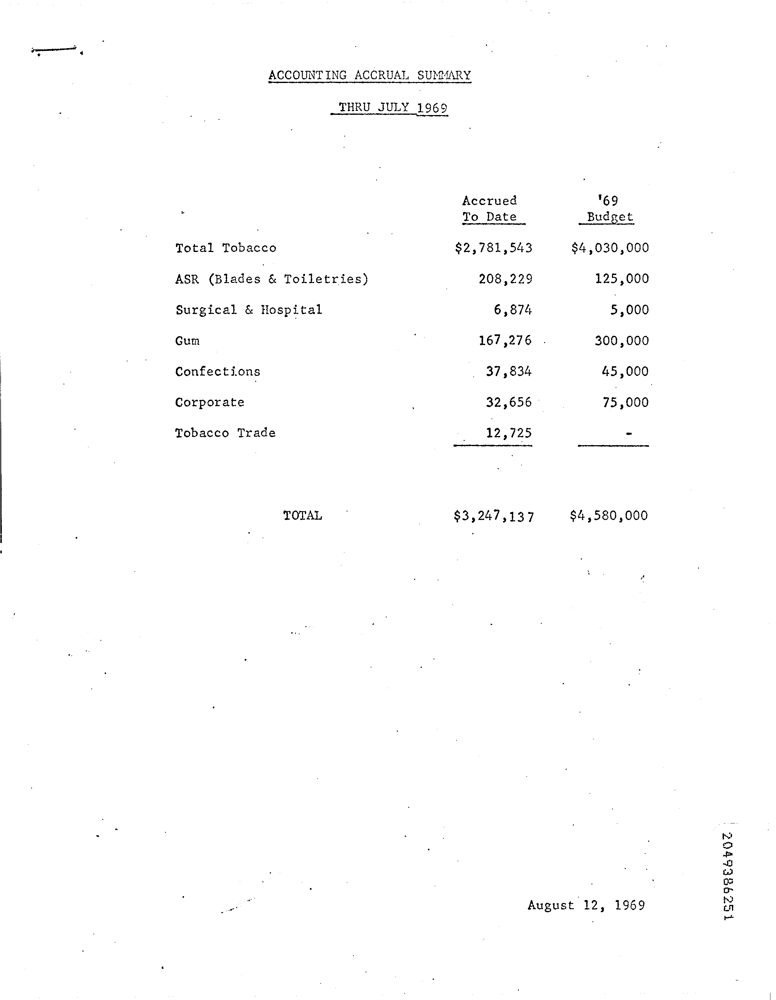 ACCOUNTING ACCRUAL SUMMARY
THRU JULY 1969
Accrued '69
To Date Budget
Total Tobacco $2,781,543 $4,030,000
ASR (Blades & Toiletries) 208,229 125,000
Surgical & Hospital 6,874 5,000
Gum 167,276 300,000
Confections 37,834 45,000
Corporate 32,656 75,000
Tobacco Trade 12,725 -
TOTAL $3,247,137 $4,580,000
August 12, 1969
2049386251